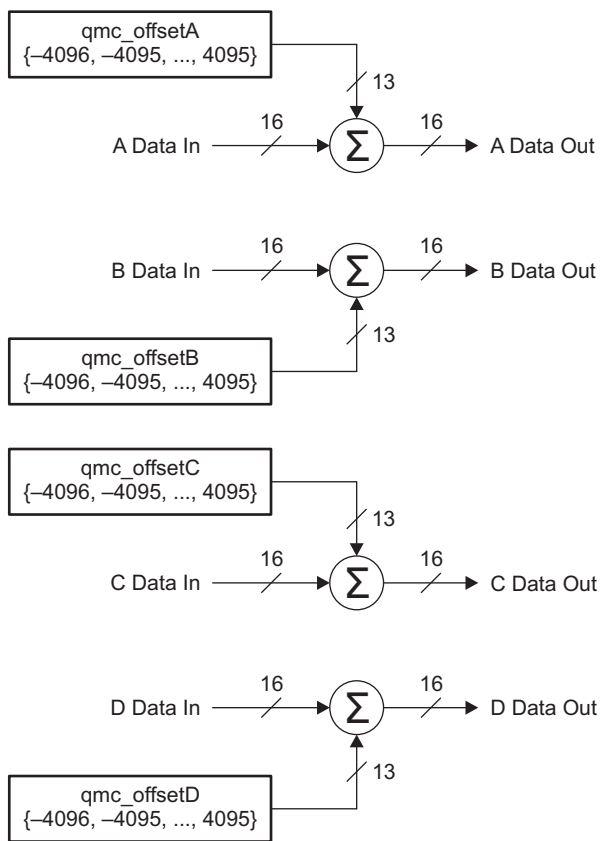 qmc_offsetA
{–4096, –4095, ..., 4095}
13
16
16
A Data In
Σ
A Data Out
16
16
B Data In
Σ
B Data Out
13
qmc_offsetB
{–4096, –4095, ..., 4095}
qmc_offsetC
{–4096, –4095, ..., 4095}
13
16
16
C Data In
Σ
C Data Out
16
16
D Data In
Σ
D Data Out
13
qmc_offsetD
{–4096, –4095, ..., 4095}